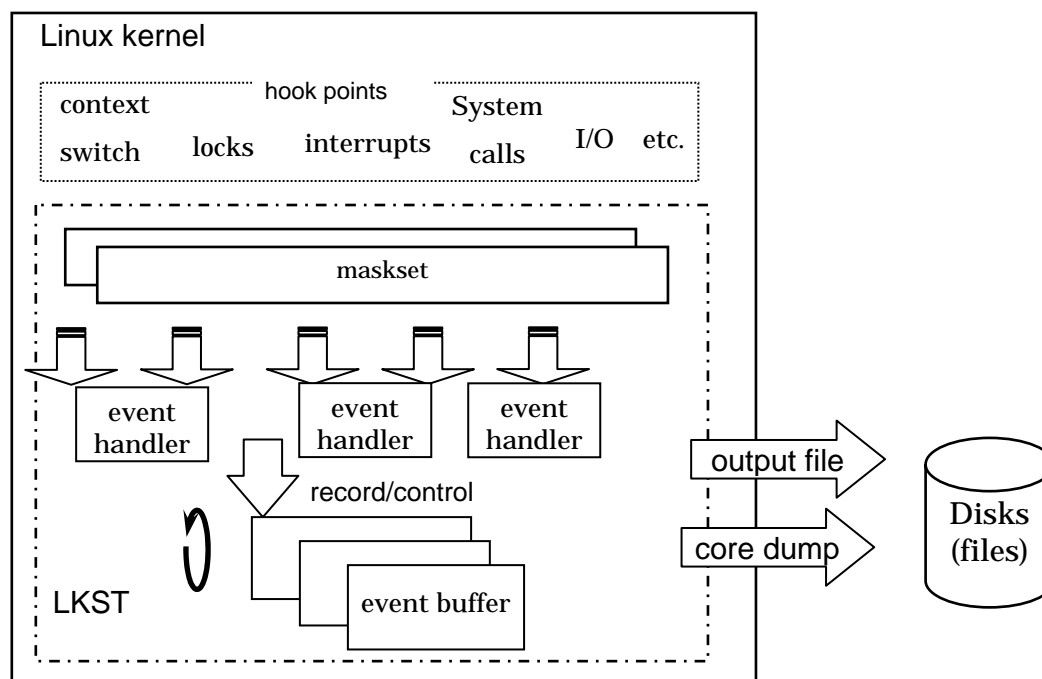 Linux kernel
hook points
context
switch
locks
interrupts
System
calls
I/O
etc.
maskset
event
handler
event
handler
event
handler
record/control
event buffer
LKST
output file
core dump
Disks
(files)